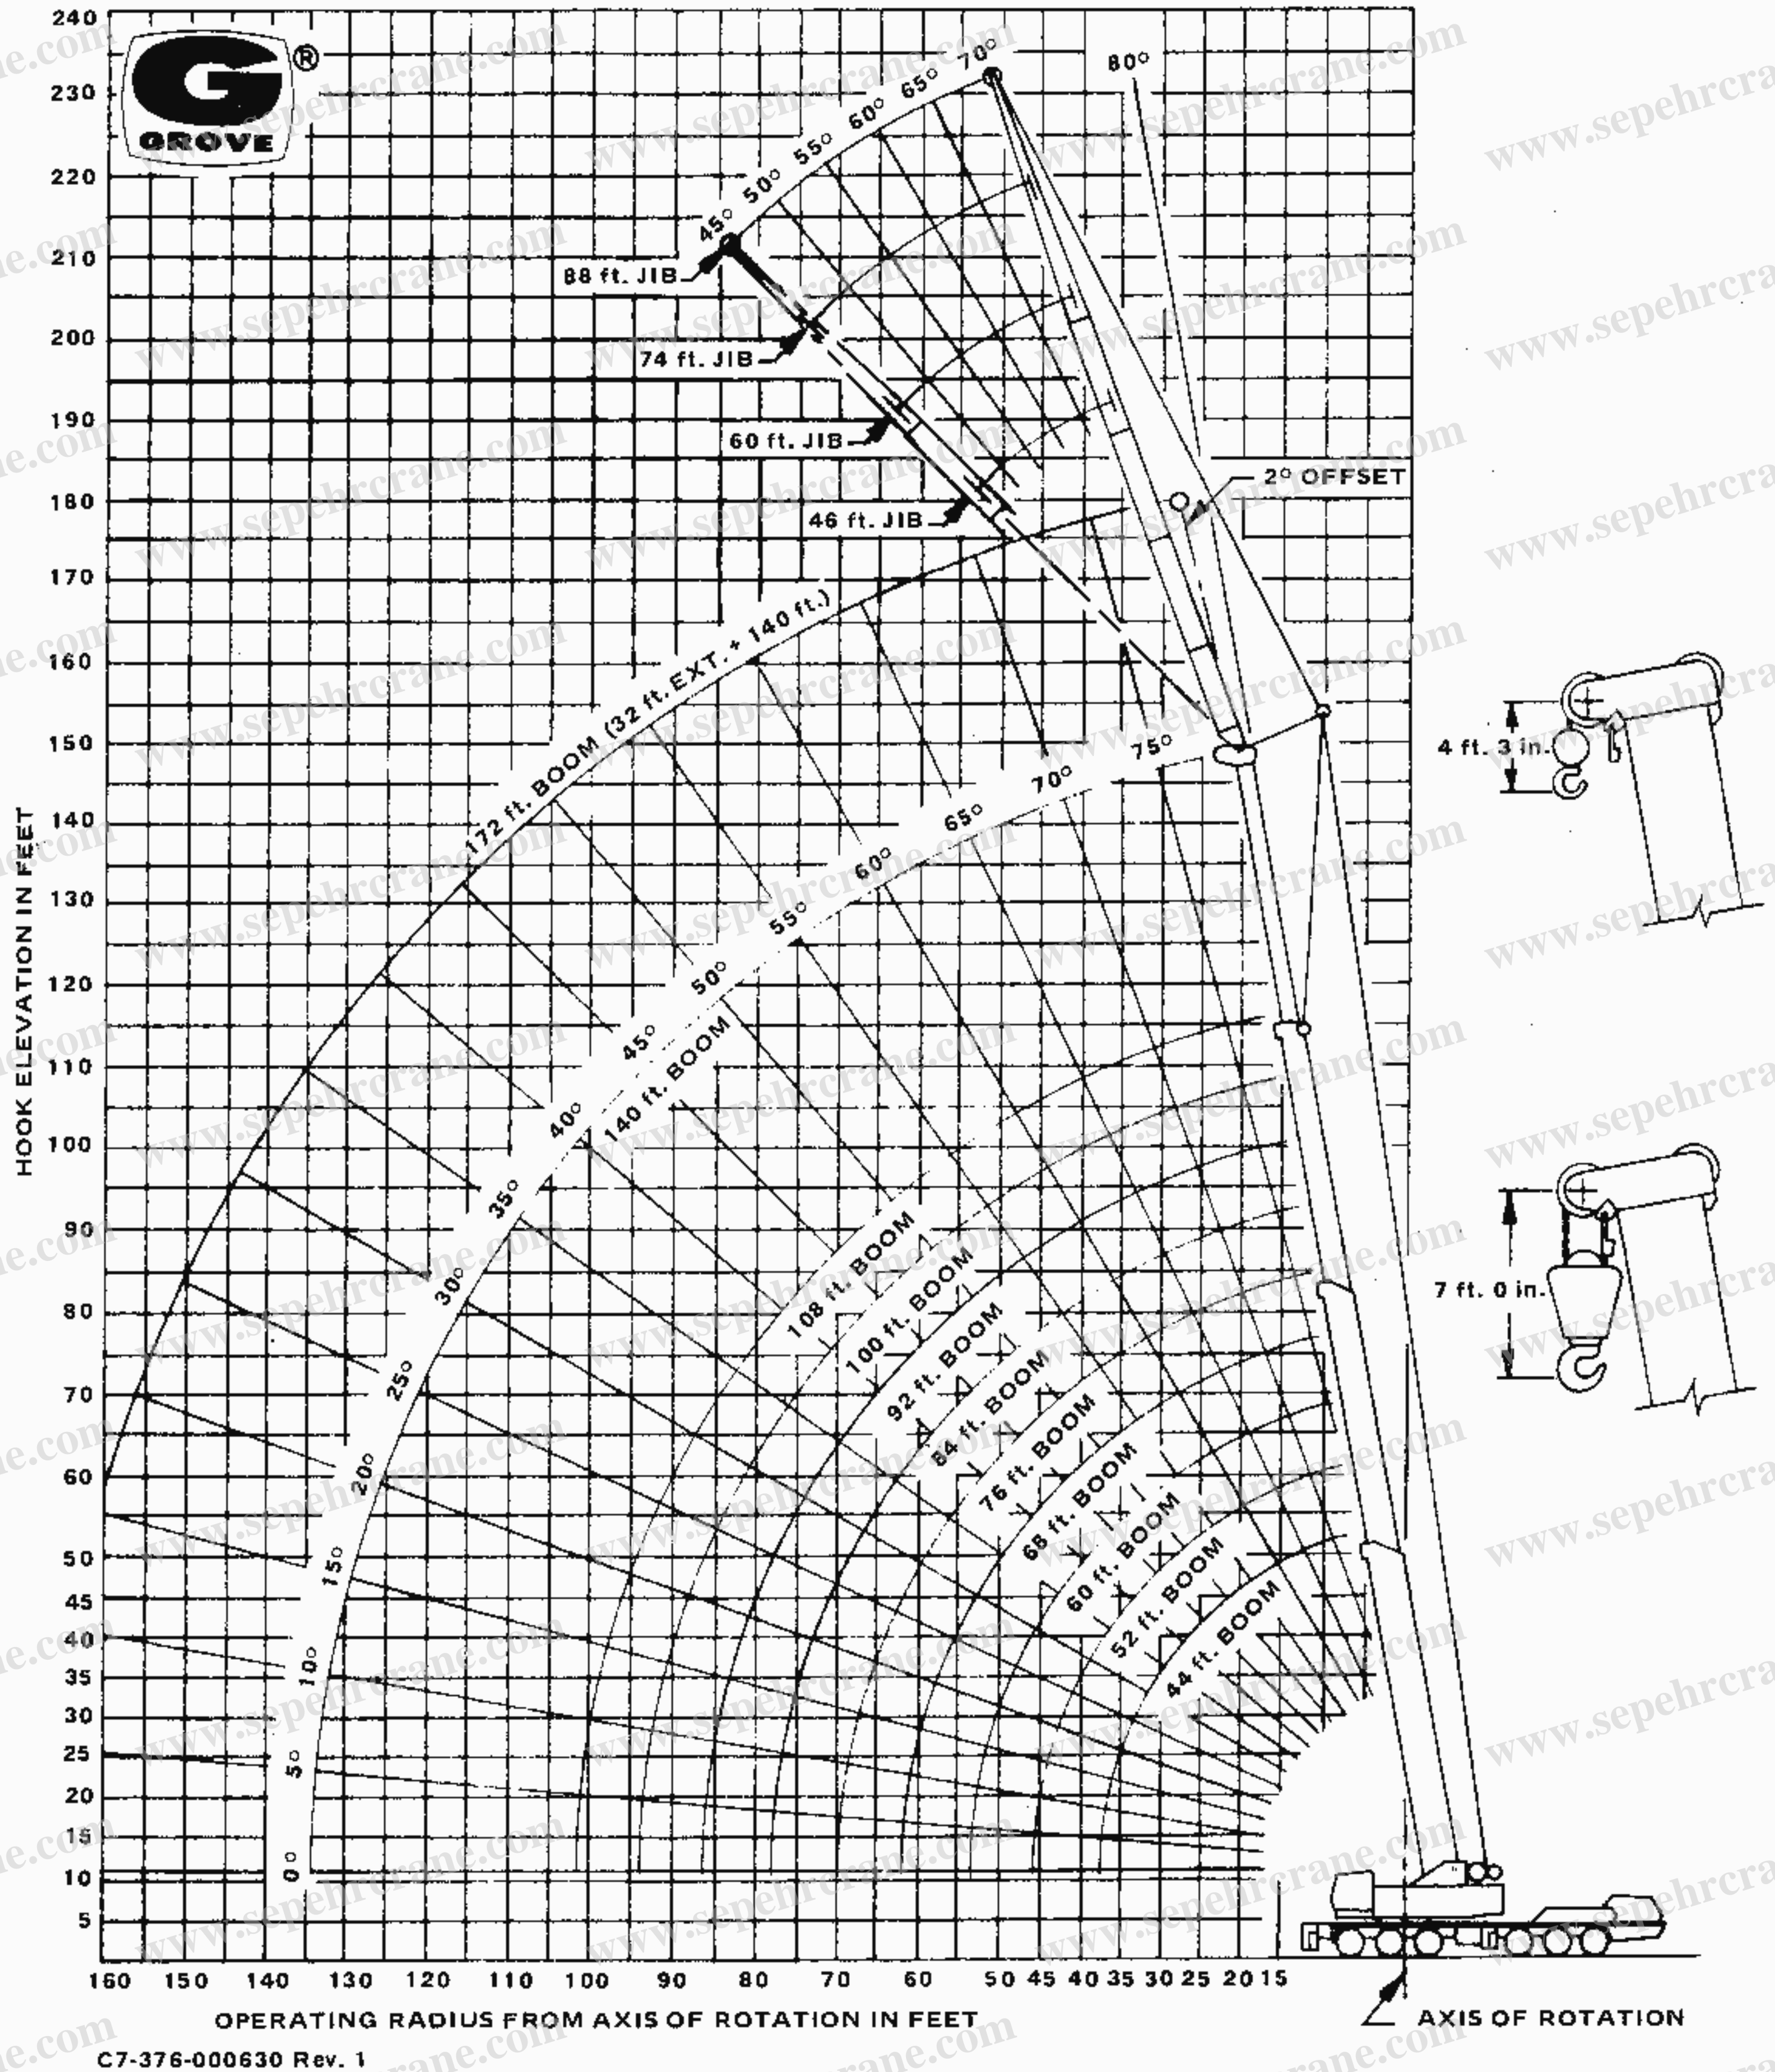 240
230
220
210
200
190
180
170
160
150
140
130
120
110
100
90
80
70
60
50
45
40
35
30
25
20
15
10
5
HOOK ELEVATION IN FEET
G®
GROVE
45° 50° 55° 60° 65° 70° 80°
88 ft. JIB
74 ft. JIB
60 ft. JIB
46 ft. JIB
2° OFFSET
172 ft. BOOM (32 ft. EXT. + 140 ft.)
75°
70°
65°
60°
55°
50°
45°
40°
35°
30°
25°
20°
15°
10°
5°
0°
140 ft. BOOM
108 ft. BOOM
100 ft. BOOM
92 ft. BOOM
84 ft. BOOM
76 ft. BOOM
68 ft. BOOM
60 ft. BOOM
52 ft. BOOM
44 ft. BOOM
4 ft. 3 in.
7 ft. 0 in.
160 150 140 130 120 110 100 90 80 70 60 50 45 40 35 30 25 20 15
OPERATING RADIUS FROM AXIS OF ROTATION IN FEET
AXIS OF ROTATION
C7-376-000630 Rev. 1
www.sepehrcrane.com